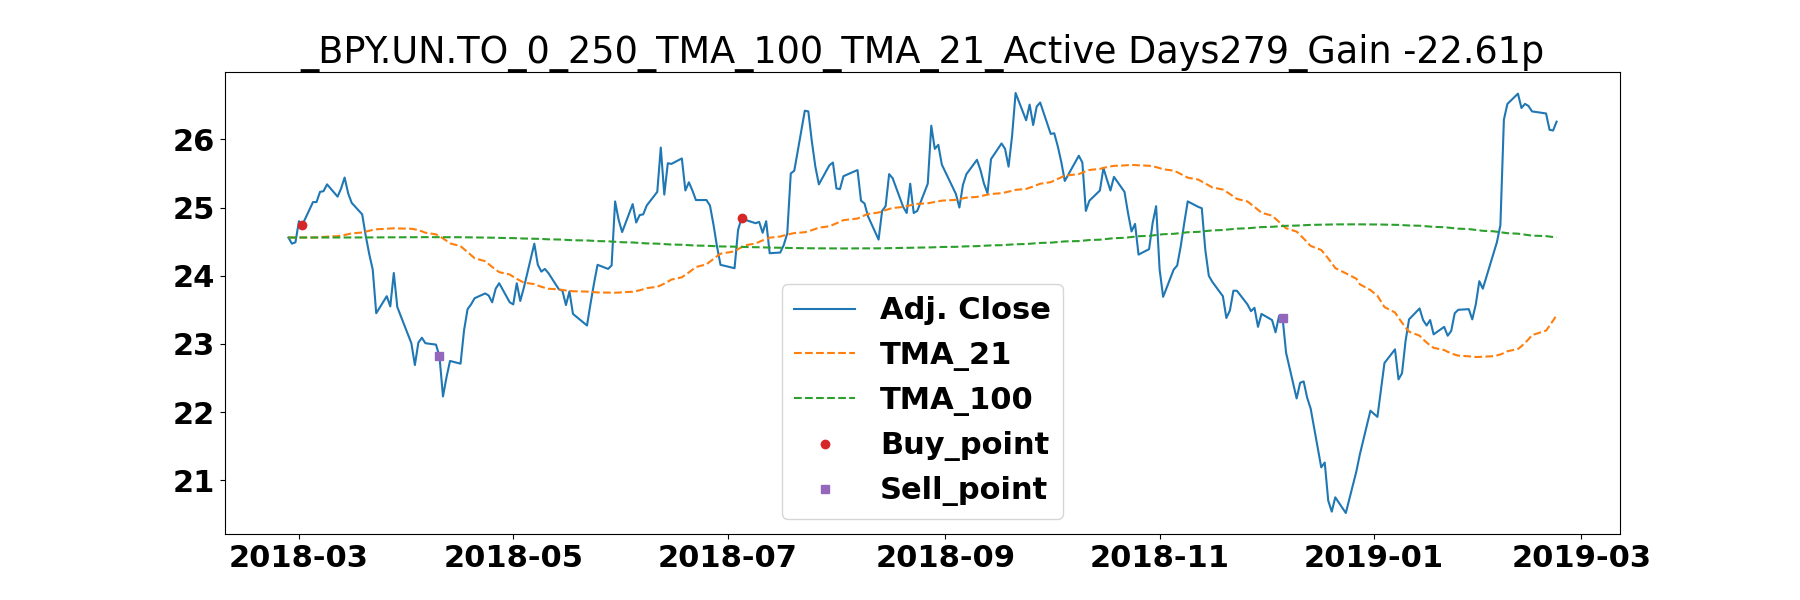 _BPY.UN.TO_0_250_TMA_100_TMA_21_Active Days279_Gain -22.61p
26
25
24
23
22
21
Adj. Close
TMA_21
TMA_100
Buy_point
Sell_point
2018-03 2018-05 2018-07 2018-09 2018-11 2019-01 2019-03